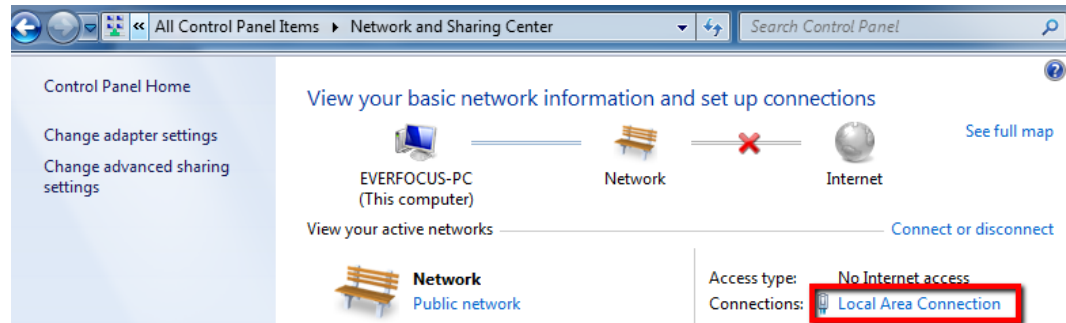 « All Control Panel Items ▸ Network and Sharing Center Search Control Panel
Control Panel Home
Change adapter settings
Change advanced sharing
settings
View your basic network information and set up connections
See full map
EVERFOCUS-PC
(This computer)
Network
Internet
View your active networks
Connect or disconnect
Network
Public network
Access type: No Internet access
Connections: Local Area Connection